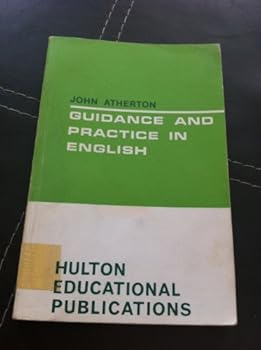 JOHN ATHERTON
GUIDANCE AND
PRACTICE IN
ENGLISH
HULTON
EDUCATIONAL
PUBLICATIONS